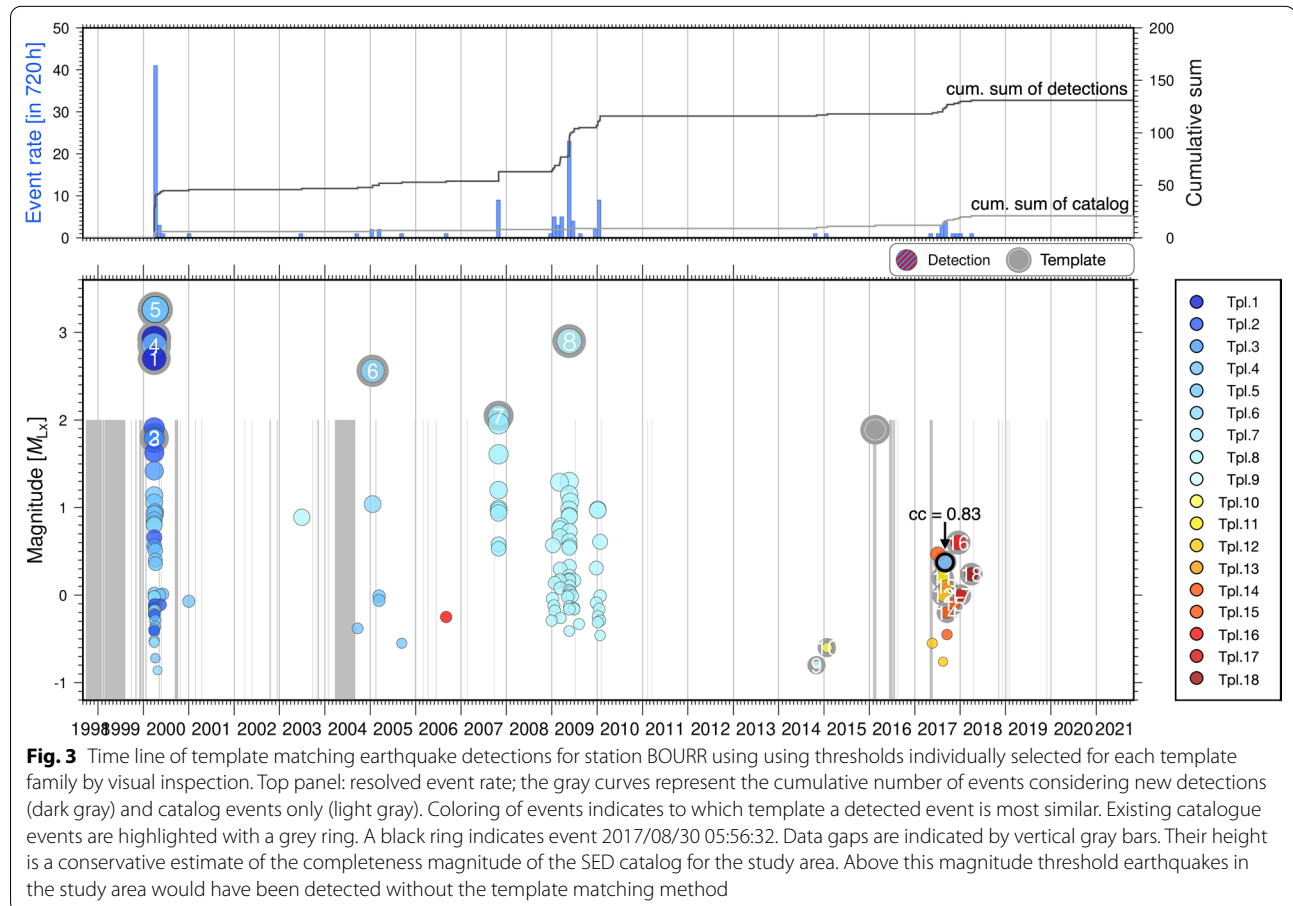 50
40
30
20
10
0
Event rate [in 720 h]
200
150
100
50
0
Cumulative sum
cum. sum of detections
cum. sum of catalog
Detection
Template
3
2
1
0
-1
Magnitude [MLx]
5
4
1
6
8
7
cc = 0.83
9
Tpl.1
Tpl.2
Tpl.3
Tpl.4
Tpl.5
Tpl.6
Tpl.7
Tpl.8
Tpl.9
Tpl.10
Tpl.11
Tpl.12
Tpl.13
Tpl.14
Tpl.15
Tpl.16
Tpl.17
Tpl.18
1998 1999 2000 2001 2002 2003 2004 2005 2006 2007 2008 2009 2010 2011 2012 2013 2014 2015 2016 2017 2018 2019 2020 2021
Fig. 3 Time line of template matching earthquake detections for station BOURR using using thresholds individually selected for each template
family by visual inspection. Top panel: resolved event rate; the gray curves represent the cumulative number of events considering new detections
(dark gray) and catalog events only (light gray). Coloring of events indicates to which template a detected event is most similar. Existing catalogue
events are highlighted with a grey ring. A black ring indicates event 2017/08/30 05:56:32. Data gaps are indicated by vertical gray bars. Their height
is a conservative estimate of the completeness magnitude of the SED catalog for the study area. Above this magnitude threshold earthquakes in
the study area would have been detected without the template matching method